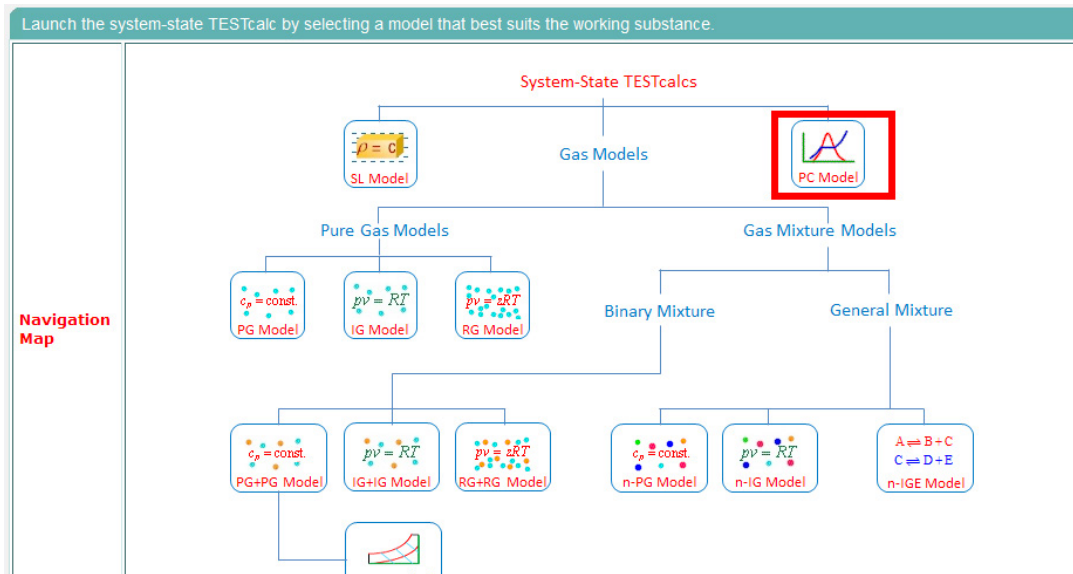 Launch the system-state TESTcalc by selecting a model that best suits the working substance.
Navigation
Map
System-State TESTcalcs
ρ = c
SL Model
Gas Models
PC Model
Pure Gas Models
Gas Mixture Models
c_p = const.
PG Model
pv = RT
IG Model
pv = zRT
RG Model
Binary Mixture
General Mixture
c_p = const.
PG+PG Model
pv = RT
IG+IG Model
pv = zRT
RG+RG Model
c_p = const.
n-PG Model
pv = RT
n-IG Model
A ⇌ B + C
C ⇌ D + E
n-IGE Model